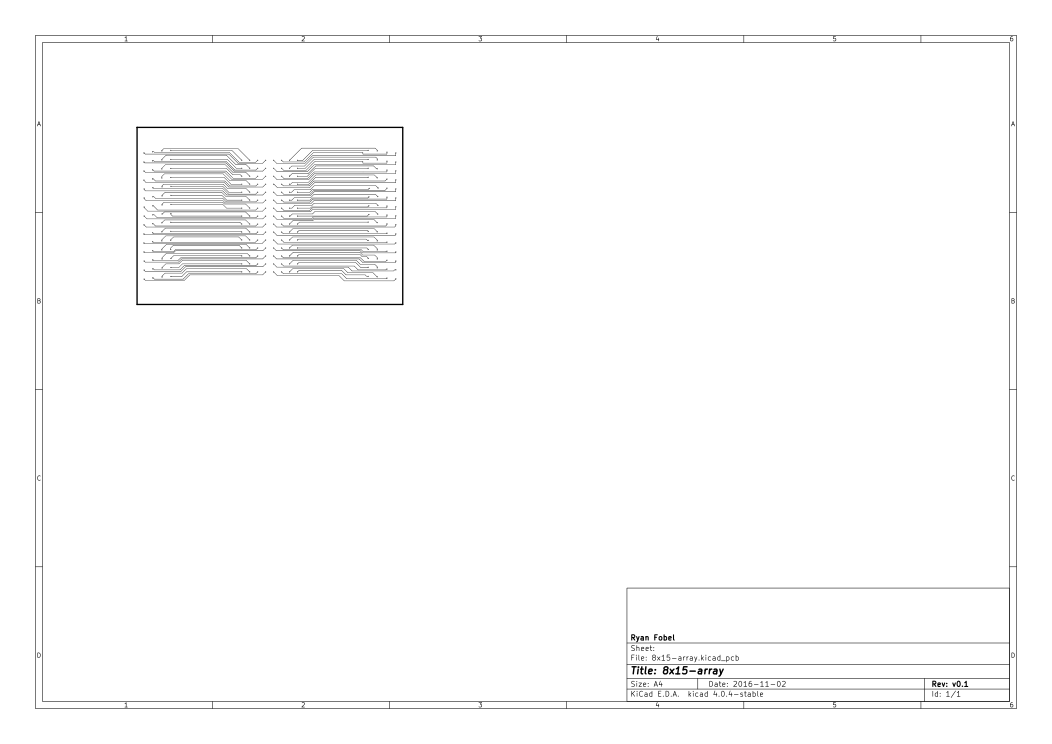 1 2 3 4 5 6
A A
B B
C C
D D
Ryan Fobel
Sheet:
File: 8x15-array.kicad_pcb
Title: 8x15-array
Size: A4 Date: 2016-11-02 Rev: v0.1
KiCad E.D.A. kicad 4.0.4-stable Id: 1/1
1 2 3 4 5 6